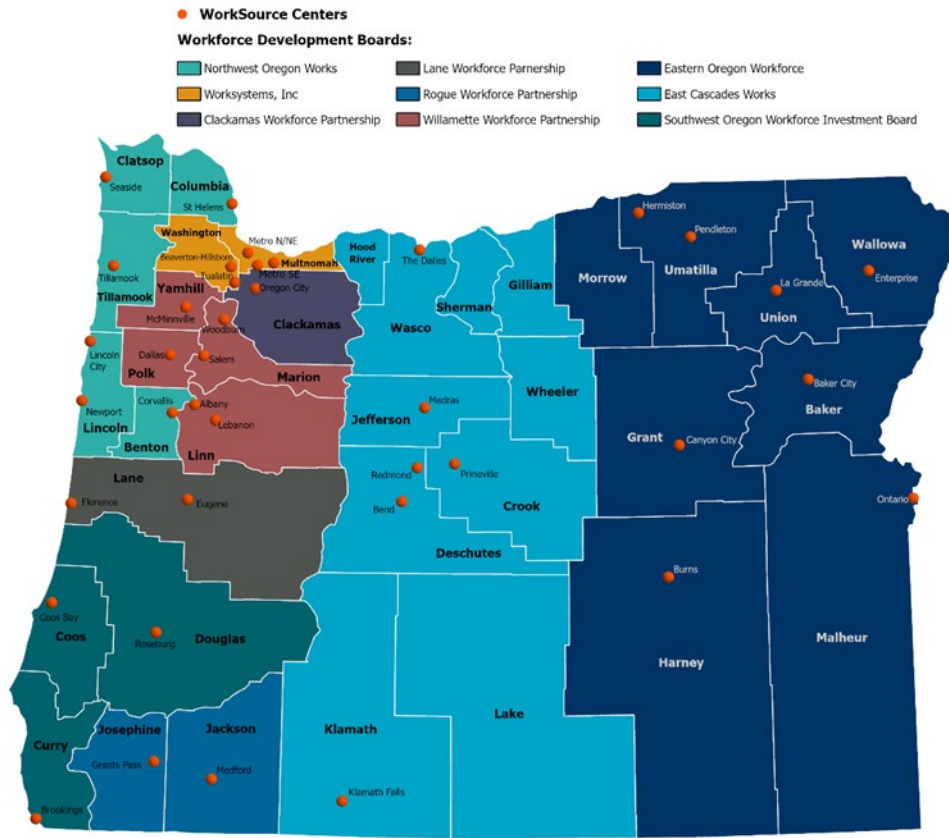 WorkSource Centers
Workforce Development Boards:
Northwest Oregon Works
Lane Workforce Parnership
Eastern Oregon Workforce
Worksystems, Inc
Rogue Workforce Partnership
East Cascades Works
Clackamas Workforce Partnership
Willamette Workforce Partnership
Southwest Oregon Workforce Investment Board
Clatsop
Seaside
Columbia
St Helens
Washington
Metro N/NE
Beaverton-Hillsboro
Multnomah
Tualatin
Metro SE
Oregon City
Tillamook
Tillamook
Yamhill
McMinnville
Woodburn
Clackamas
Hood
River
The Dalles
Sherman
Gilliam
Wasco
Morrow
Hermiston
Pendleton
Umatilla
La Grande
Union
Wallowa
Enterprise
Lincoln
City
Dallas
Polk
Salem
Marion
Newport
Lincoln
Corvallis
Benton
Albany
Lebanon
Linn
Jefferson
Madras
Wheeler
Grant
Canyon City
Baker City
Baker
Lane
Florence
Eugene
Redmond
Bend
Prineville
Crook
Deschutes
Ontario
Burns
Harney
Malheur
Coos Bay
Coos
Roseburg
Douglas
Curry
Brookings
Josephine
Grants Pass
Jackson
Medford
Klamath
Klamath Falls
Lake